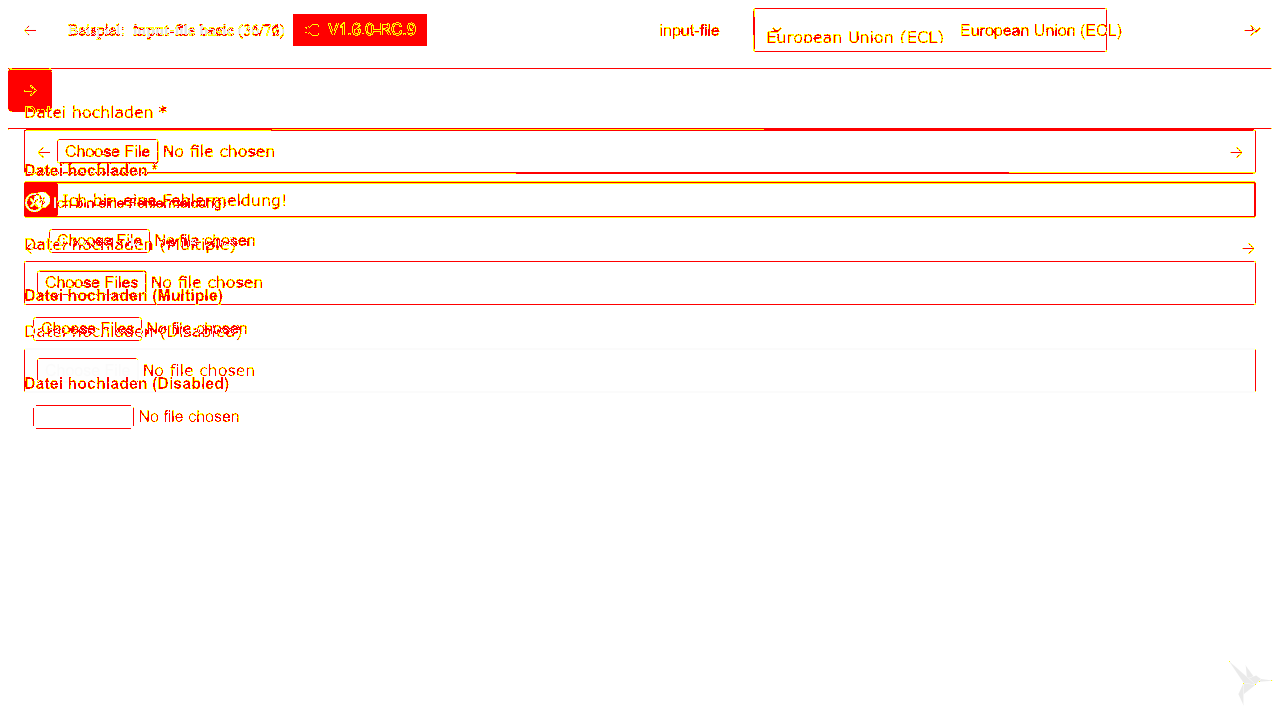 Beispiel: input-file basic (36/76) V1.6.0-RC.9 input-file European Union (ECL) European Union (ECL)
Datei hochladen *
Choose File No file chosen
Datei hochladen *
Ich bin eine Fehlermeldung!
Ich bin eine Fehlermeldung!
Choose File No file chosen
Datei hochladen (Multiple)
Choose Files No file chosen
Datei hochladen (Multiple)
Choose Files No file chosen
Datei hochladen (Disabled)
No file chosen
Datei hochladen (Disabled)
No file chosen